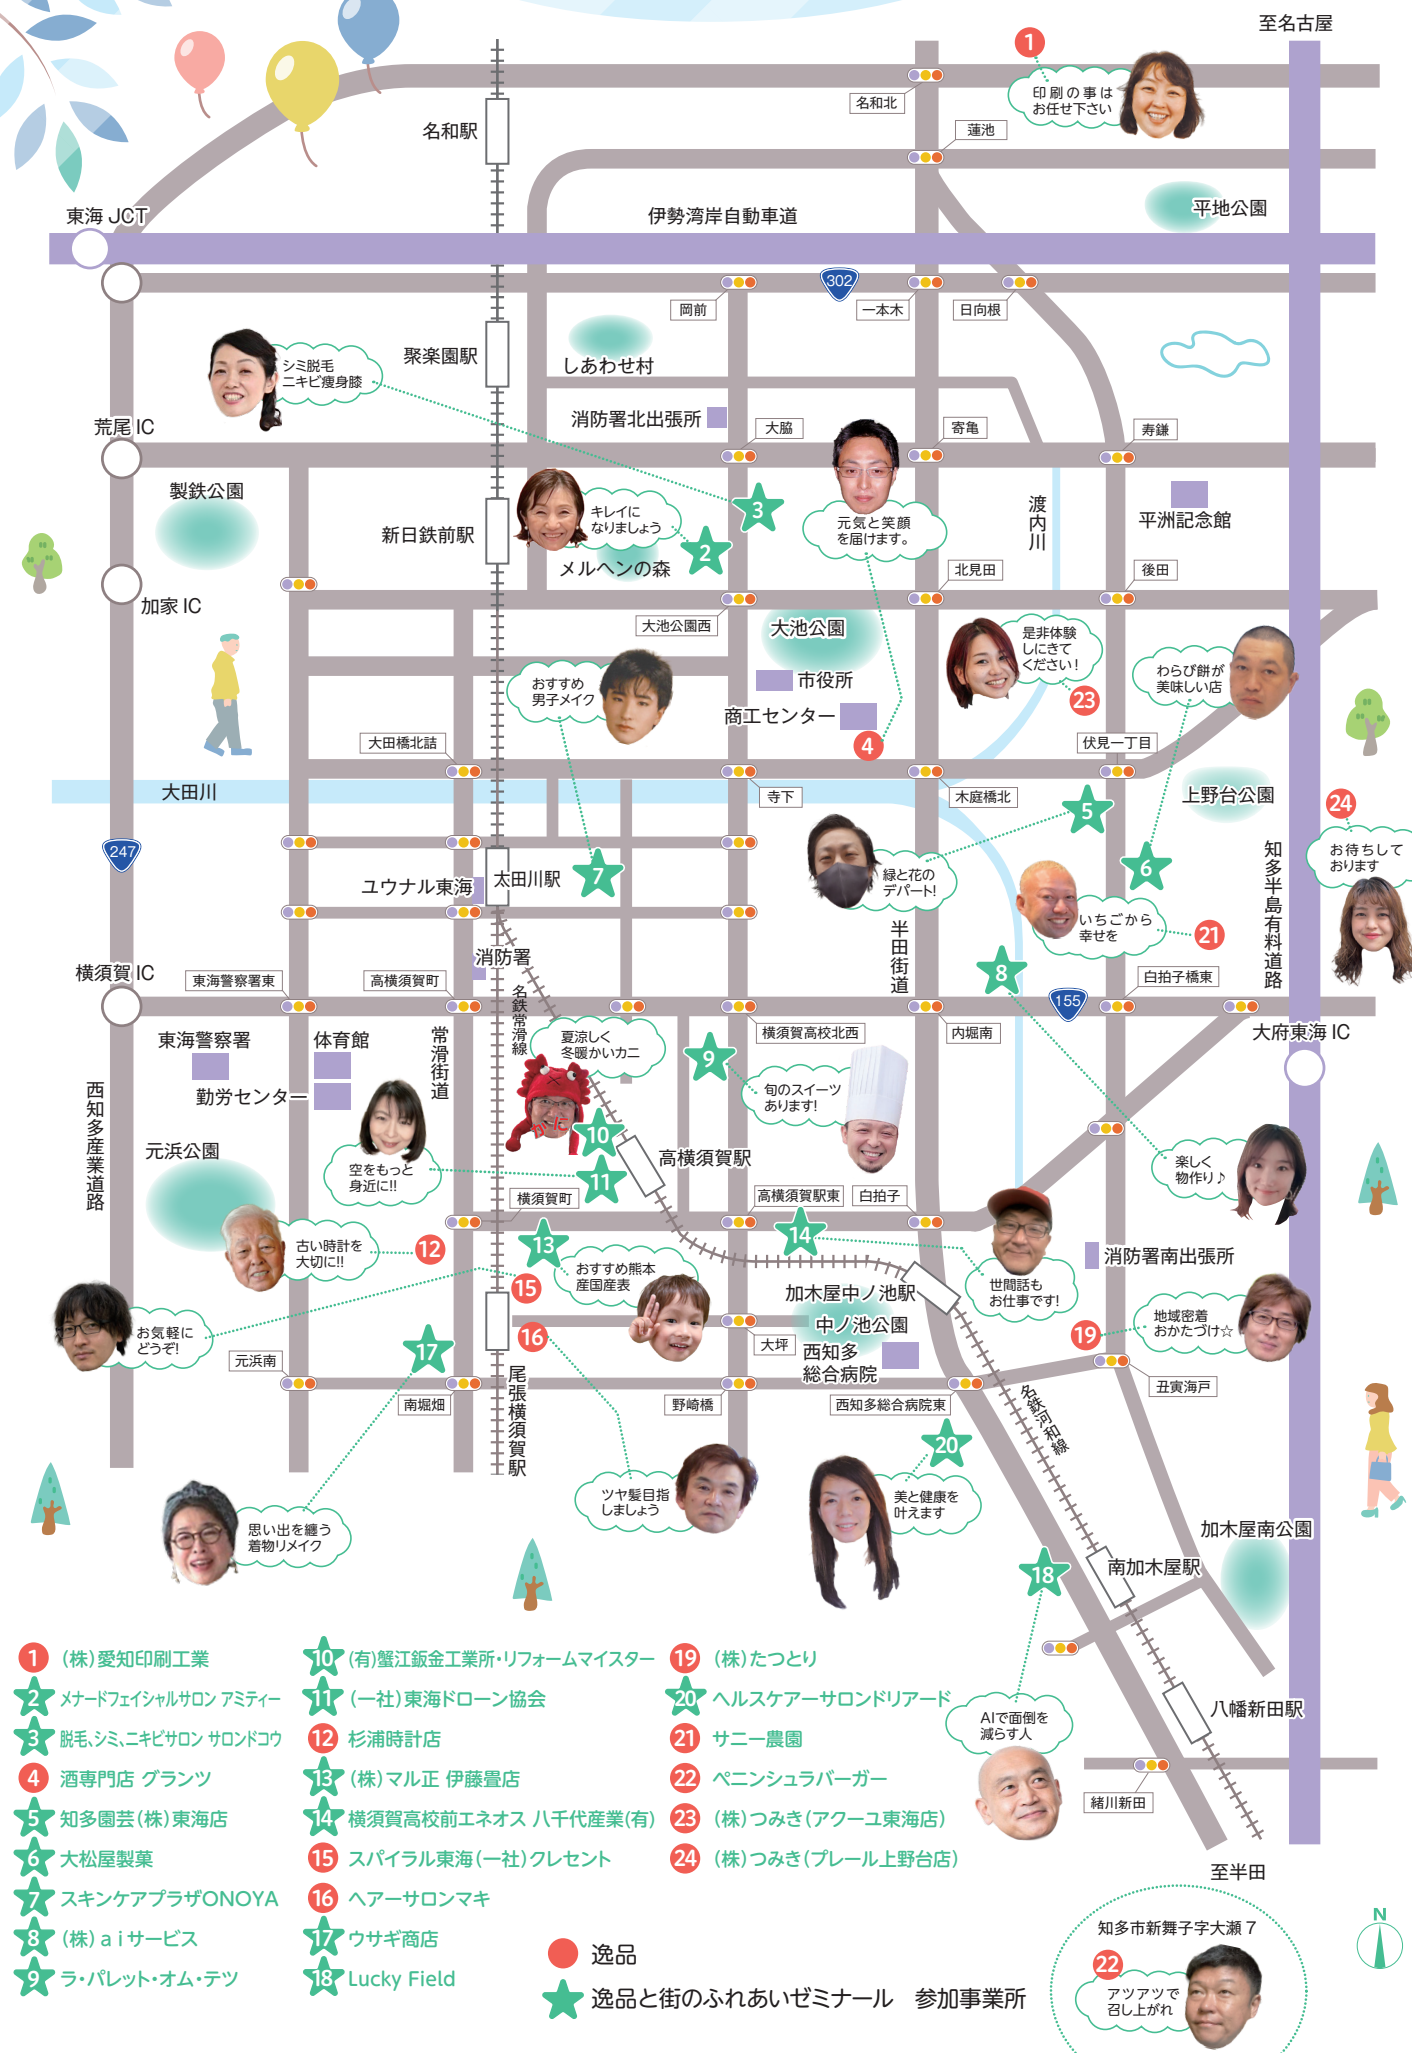 至名古屋
1
印刷の事は
お任せ下さい
名和北
名和駅
蓮池
東海 JCT
伊勢湾岸自動車道
平地公園
302
岡前
一本木
日向根
聚楽園駅
しあわせ村
シミ脱毛
ニキビ痩身膝
荒尾 IC
消防署北出張所
大脇
寄亀
寿鎌
製鉄公園
新日鉄前駅
キレイに
なりましょう
3
2
元気と笑顔
を届けます。
渡内川
平洲記念館
メルヘンの森
北見田
後田
加家 IC
大池公園西
大池公園
是非体験
しにきて
ください!
23
わらび餅が
美味しい店
おすすめ
男子メイク
市役所
商工センター
4
大田橋北詰
伏見一丁目
大田川
寺下
木庭橋北
上野台公園
24
お待ちして
おります
5
247
ユウナル東海
太田川駅
7
緑と花の
デパート!
6
知多半島有料道路
いちごから
幸せを
21
半田街道
消防署
横須賀 IC
東海警察署東
高横須賀町
名鉄常滑線
8
155
白拍子橋東
東海警察署
体育館
常滑街道
夏涼しく
冬暖かいカニ
横須賀高校北西
内堀南
大府東海 IC
勤労センター
西知多産業道路
9
旬のスイーツ
あります!
かに
10
元浜公園
空をもっと
身近に!!
11
高横須賀駅
楽しく
物作り♪
横須賀町
高横須賀駅東
白拍子
古い時計を
大切に!!
12
13
14
おすすめ熊本
産国産表
消防署南出張所
世間話も
お仕事です!
15
加木屋中ノ池駅
お気軽に
どうぞ!
16
中ノ池公園
地域密着
おかたづけ☆
19
元浜南
17
大坪
西知多
総合病院
尾張横須賀駅
丑寅海戸
南堀畑
野崎橋
西知多総合病院東
名鉄河和線
20
ツヤ髪目指
しましょう
美と健康を
叶えます
思い出を纏う
着物リメイク
加木屋南公園
18
南加木屋駅
八幡新田駅
AIで面倒を
減らす人
緒川新田
至半田
1 (株)愛知印刷工業
2 メナードフェイシャルサロン アミティー
3 脱毛、シミ、ニキビサロン サロンドコウ
4 酒専門店 グランツ
5 知多園芸(株)東海店
6 大松屋製菓
7 スキンケアプラザONOYA
8 (株)aiサービス
9 ラ・パレット・オム・テツ
10 (有)蟹江鈑金工業所・リフォームマイスター
11 (一社)東海ドローン協会
12 杉浦時計店
13 (株)マル正 伊藤畳店
14 横須賀高校前エネオス 八千代産業(有)
15 スパイラル東海(一社)クレセント
16 ヘアーサロンマキ
17 ウサギ商店
18 Lucky Field
19 (株)たつとり
20 ヘルスケアーサロンドリアード
21 サニー農園
22 ペニンシュラバーガー
23 (株)つみき(アクーユ東海店)
24 (株)つみき(プレール上野台店)
逸品
逸品と街のふれあいゼミナール 参加事業所
知多市新舞子字大瀬 7
22
アツアツで
召し上がれ
N